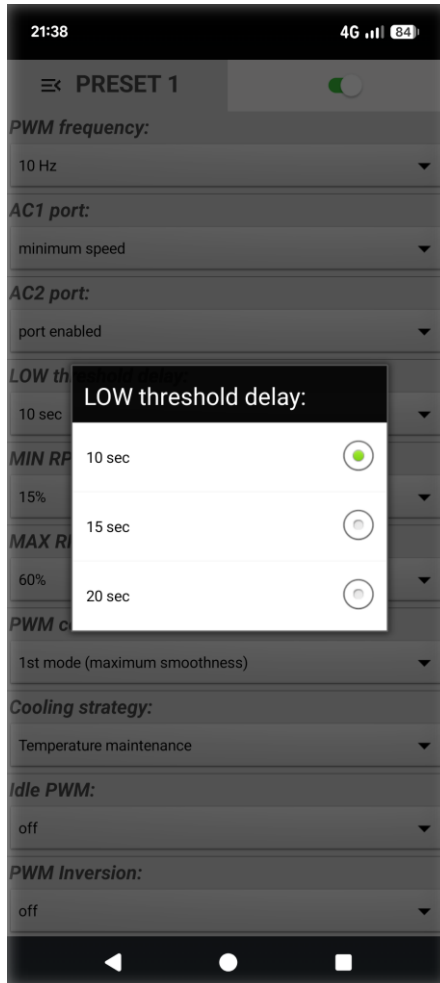 21:38
4G 84
PRESET 1
PWM frequency:
10 Hz
AC1 port:
minimum speed
AC2 port:
port enabled
LOW threshold delay:
10 sec
LOW threshold delay:
10 sec
15 sec
20 sec
MIN RP
15%
MAX R
60%
PWM c
1st mode (maximum smoothness)
Cooling strategy:
Temperature maintenance
Idle PWM:
off
PWM Inversion:
off